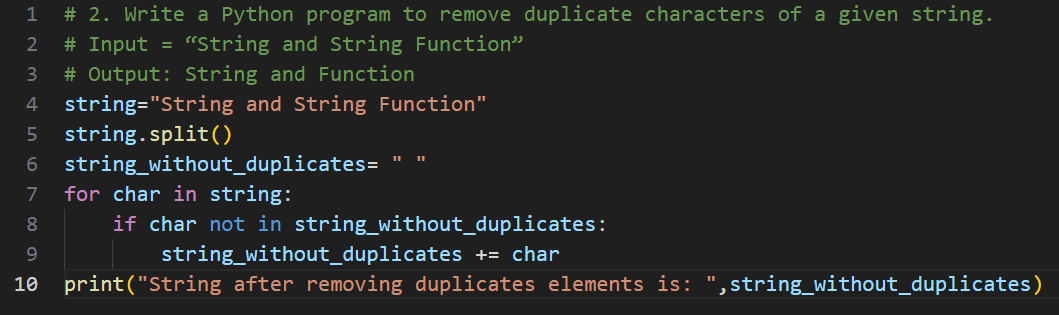 1 # 2. Write a Python program to remove duplicate characters of a given string.
2 # Input = “String and String Function”
3 # Output: String and Function
4 string="String and String Function"
5 string.split()
6 string_without_duplicates= " "
7 for char in string:
8     if char not in string_without_duplicates:
9         string_without_duplicates += char
10 print("String after removing duplicates elements is: ",string_without_duplicates)